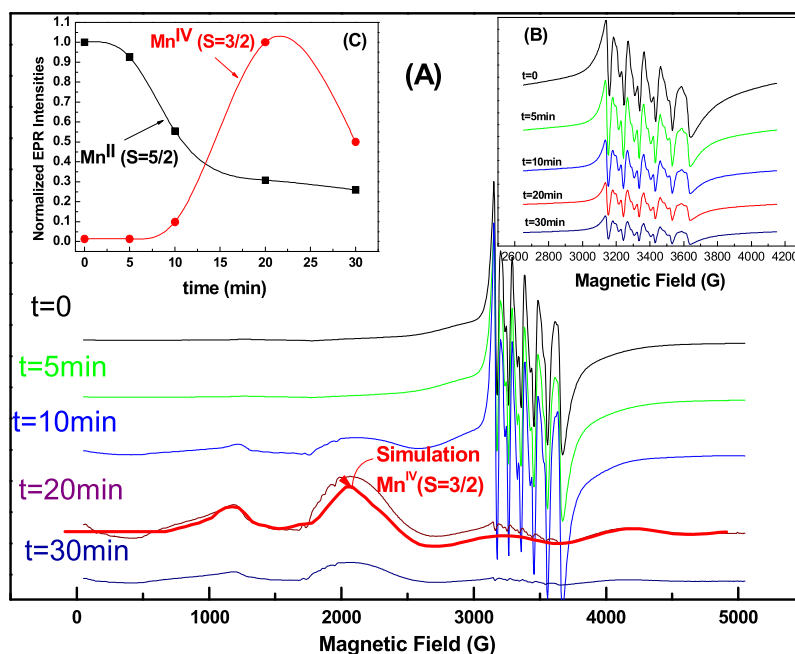 (A)
(C)
Mn^IV (S=3/2)
Mn^II (S=5/2)
Normalized EPR Intensities
1.0
0.9
0.8
0.7
0.6
0.5
0.4
0.3
0.2
0.1
0.0
0 5 10 15 20 25 30
time (min)
(B)
t=0
t=5min
t=10min
t=20min
t=30min
2600 2800 3000 3200 3400 3600 3800 4000 4200
Magnetic Field (G)
t=0
t=5min
t=10min
t=20min
t=30min
Simulation
Mn^IV(S=3/2)
0 1000 2000 3000 4000 5000
Magnetic Field (G)